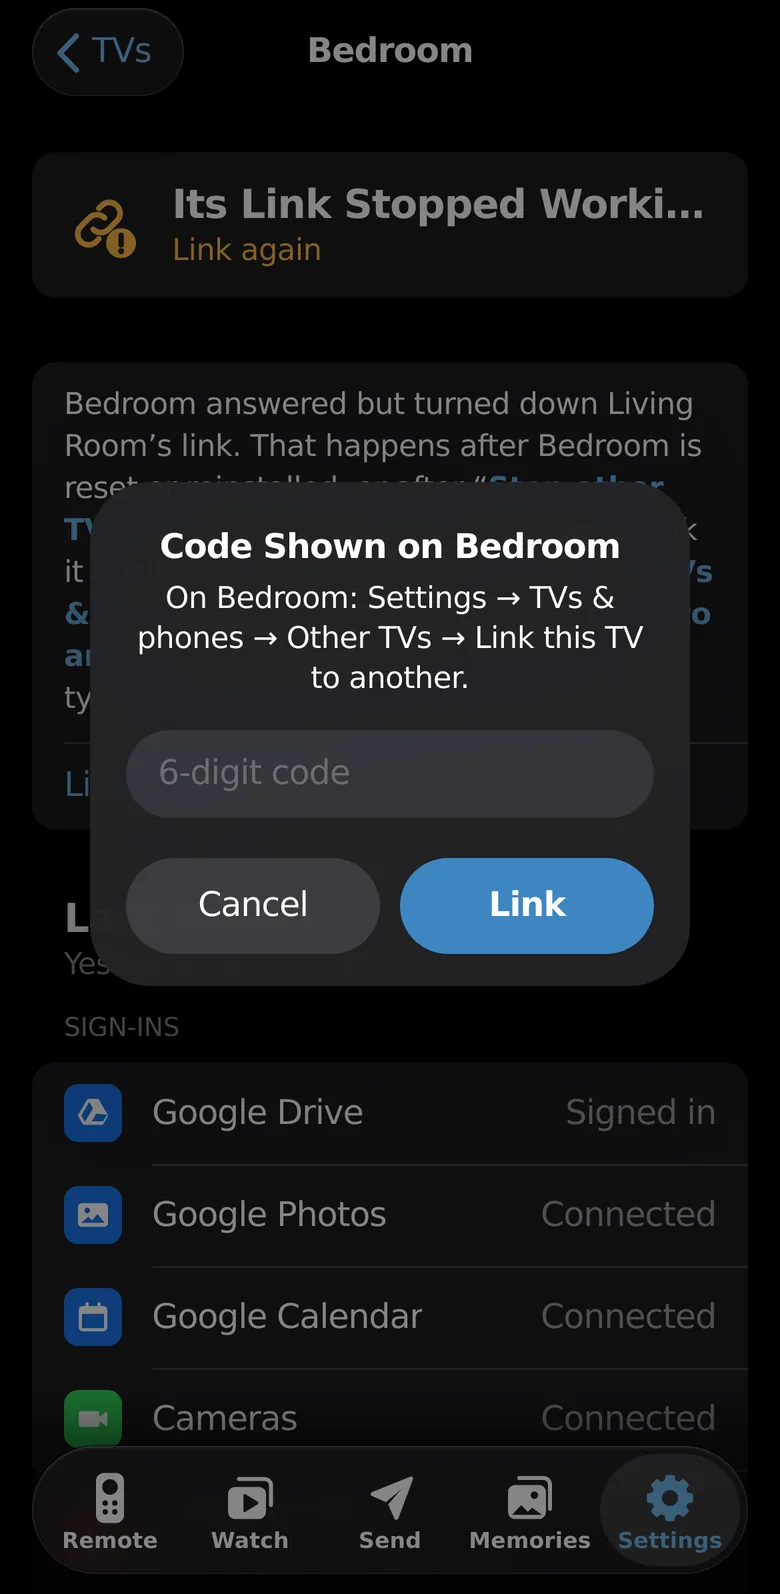 TVs
Bedroom
Its Link Stopped Worki...
Link again
Bedroom answered but turned down Living
Room’s link. That happens after Bedroom is
reset
Code Shown on Bedroom
On Bedroom: Settings → TVs &
phones → Other TVs → Link this TV
to another.
6-digit code
Cancel
Link
SIGN-INS
Google Drive
Signed in
Google Photos
Connected
Google Calendar
Connected
Cameras
Connected
Remote
Watch
Send
Memories
Settings